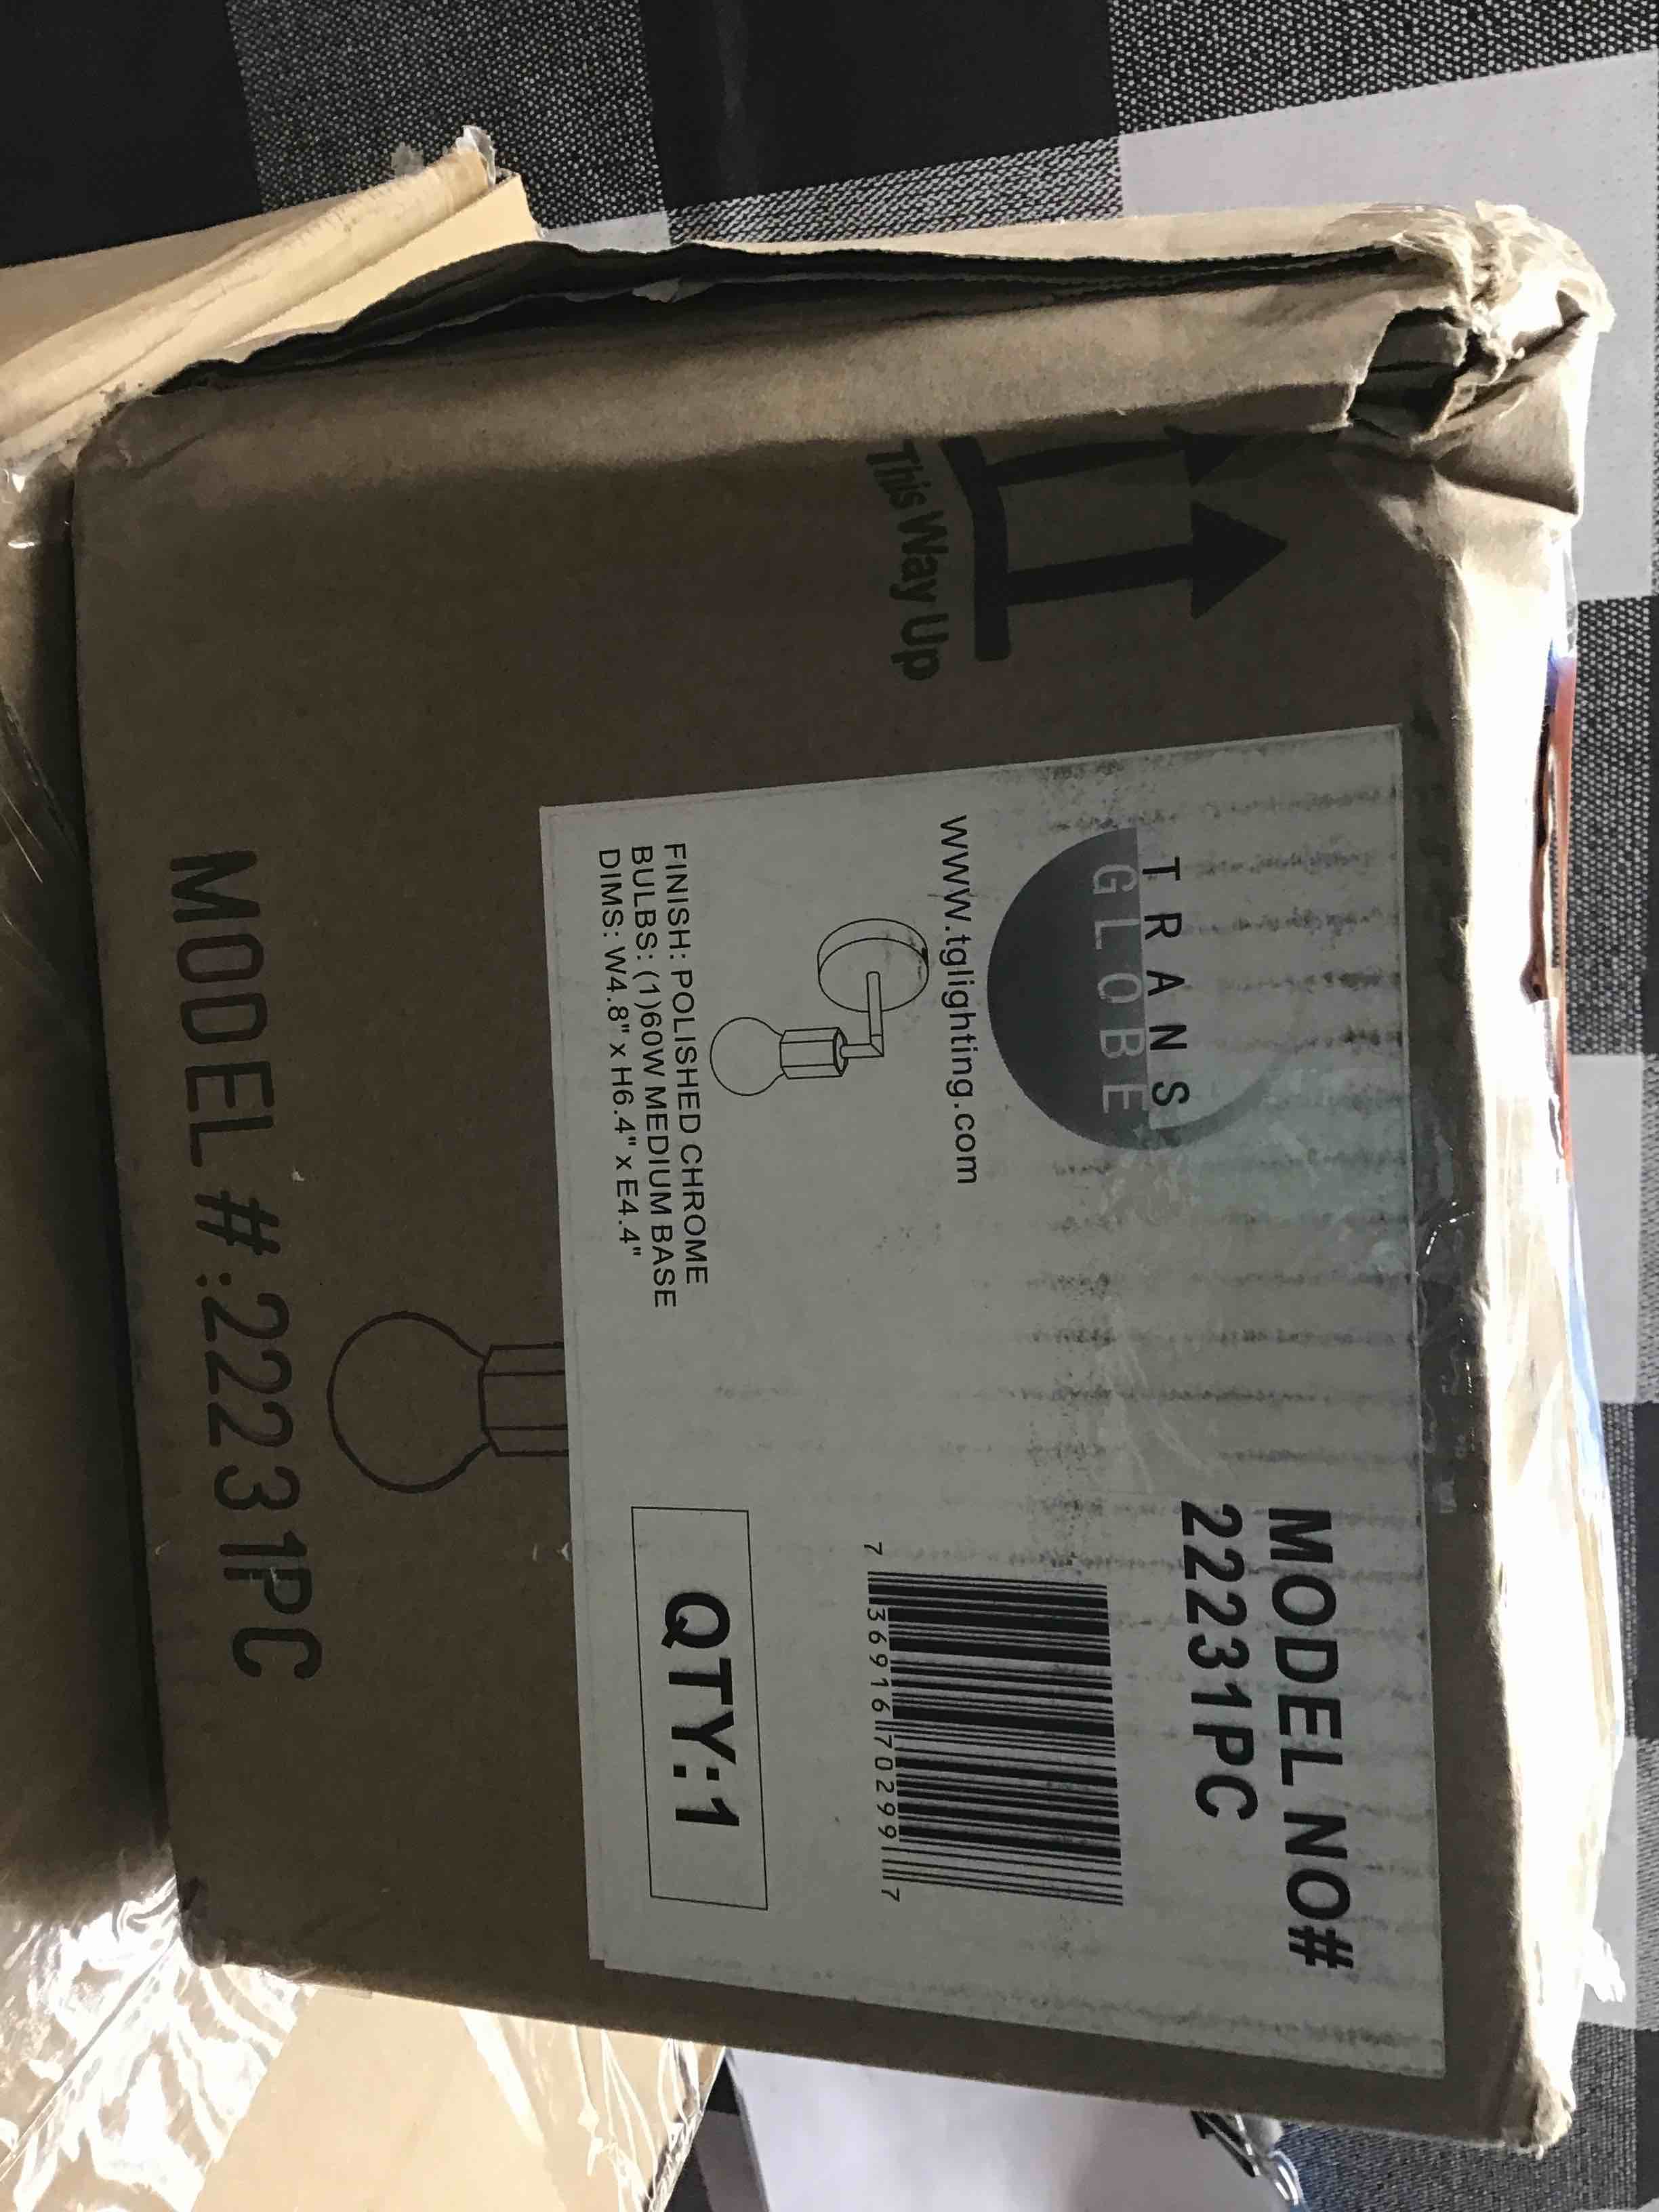 This Way Up
TRANS
GLOBE
www.tglighting.com
FINISH: POLISHED CHROME
BULBS: (1)60W MEDIUM BASE
DIMS: W4.8" x H6.4" x E4.4"
MODEL NO#
22231PC
7 36916 70299 7
QTY:1
MODEL #:22231PC